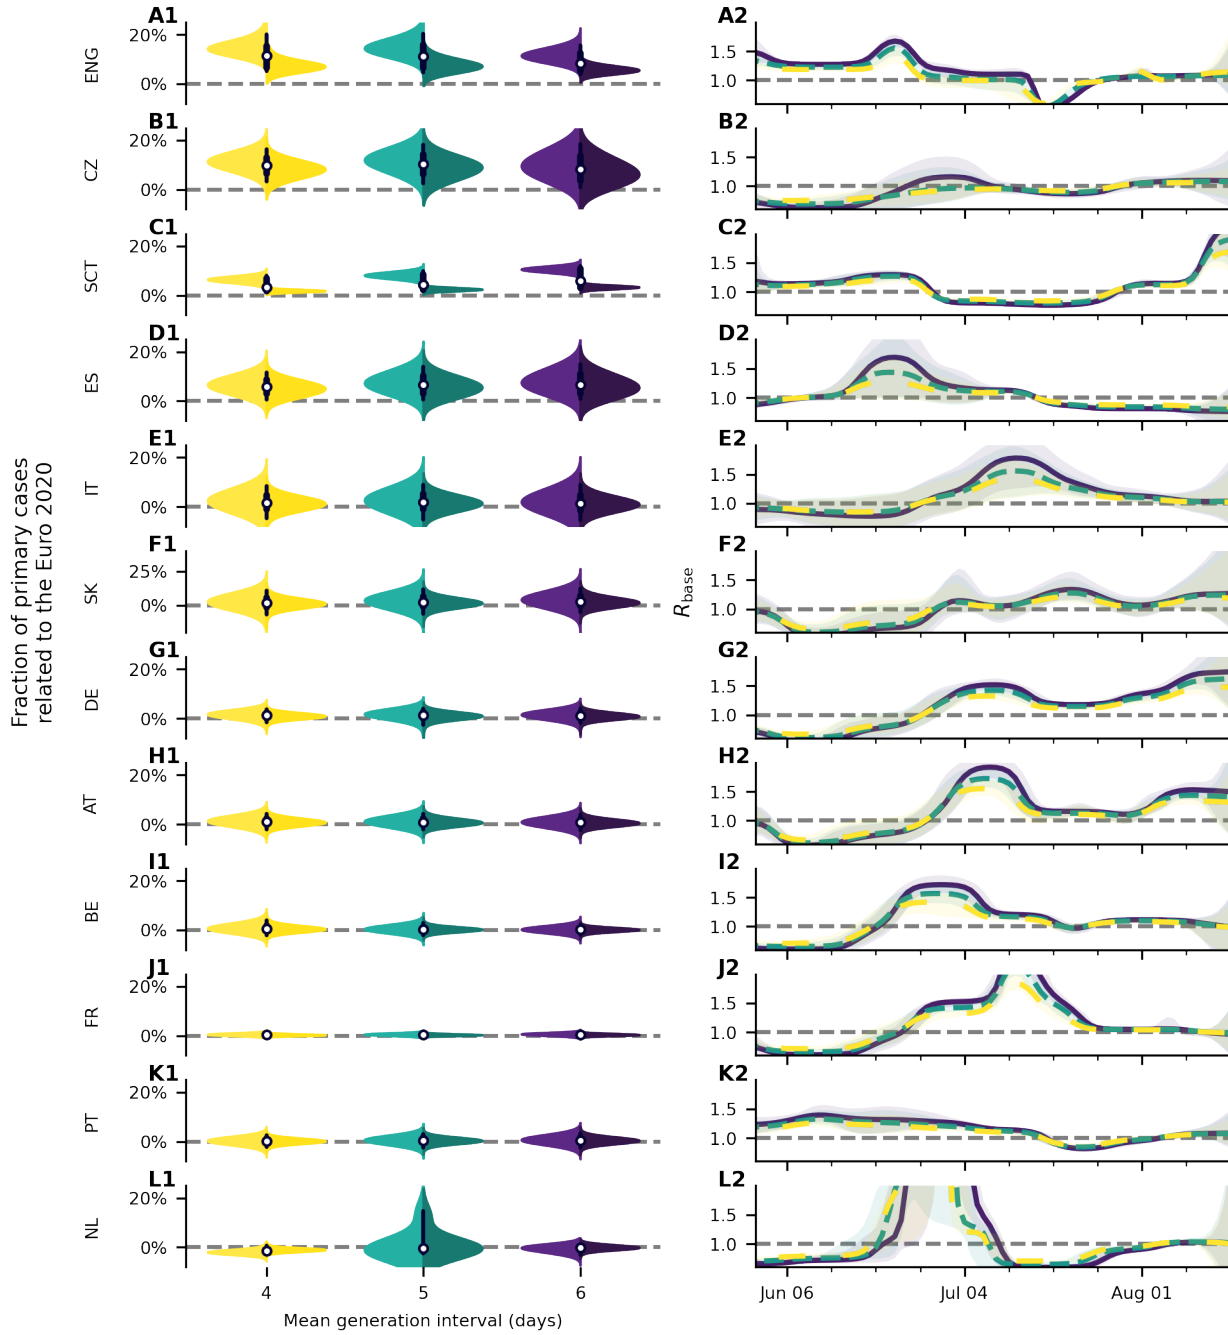 A1
A2
20%
0%
ENG
1.5
1.0
B1
B2
20%
0%
CZ
1.5
1.0
C1
C2
20%
0%
SCT
1.5
1.0
D1
D2
20%
0%
ES
1.5
1.0
E1
E2
20%
0%
IT
1.5
1.0
F1
F2
25%
0%
SK
1.5
1.0
G1
G2
20%
0%
DE
1.5
1.0
H1
H2
20%
0%
AT
1.5
1.0
I1
I2
20%
0%
BE
1.5
1.0
J1
J2
20%
0%
FR
1.5
1.0
K1
K2
20%
0%
PT
1.5
1.0
L1
L2
20%
0%
NL
1.5
1.0
Fraction of primary cases
related to the Euro 2020
R_base
4 5 6
Mean generation interval (days)
Jun 06 Jul 04 Aug 01